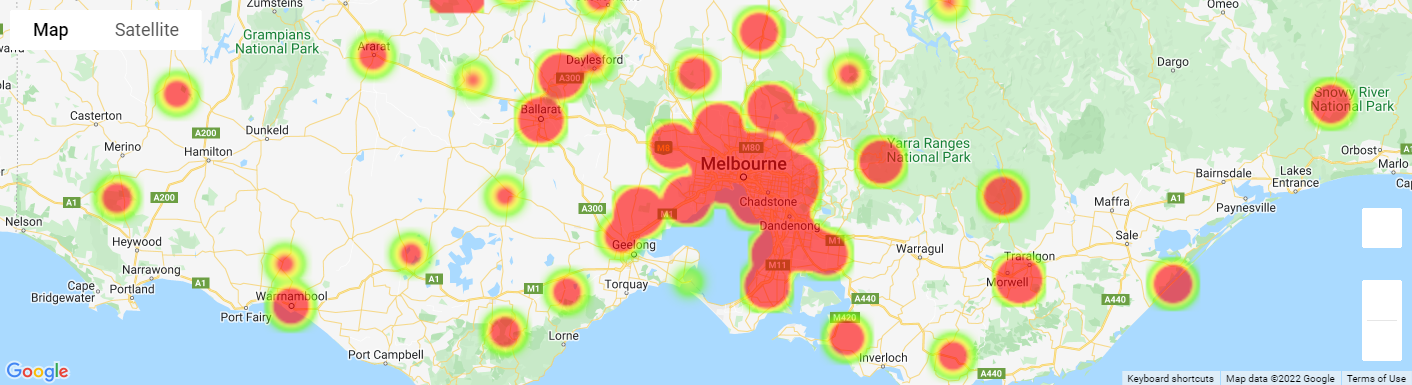 Zumsteins
Omeo
Map
Satellite
Grampians
National Park
Ararat
Daylesford
A300
Dargo
Snowy River
National Park
Ballarat
Casterton
A200
Dunkeld
Merino
Hamilton
M8
M80
Melbourne
Yarra Ranges
National Park
Orbost
Marlo
Lakes
Entrance
Bairnsdale
A1
A200
A1
A300
M1
Chadstone
Maffra
Paynesville
Nelson
Dandenong
Sale
Heywood
Geelong
M1
Warragul
Traralgon
Narrawong
M11
Morwell
Cape
Bridgewater
Portland
A1
A1
M1
Torquay
Warrnambool
A440
A440
Port Fairy
M420
Lorne
Port Campbell
Inverloch
A440
Google
Keyboard shortcuts
Map data ©2022 Google
Terms of Use